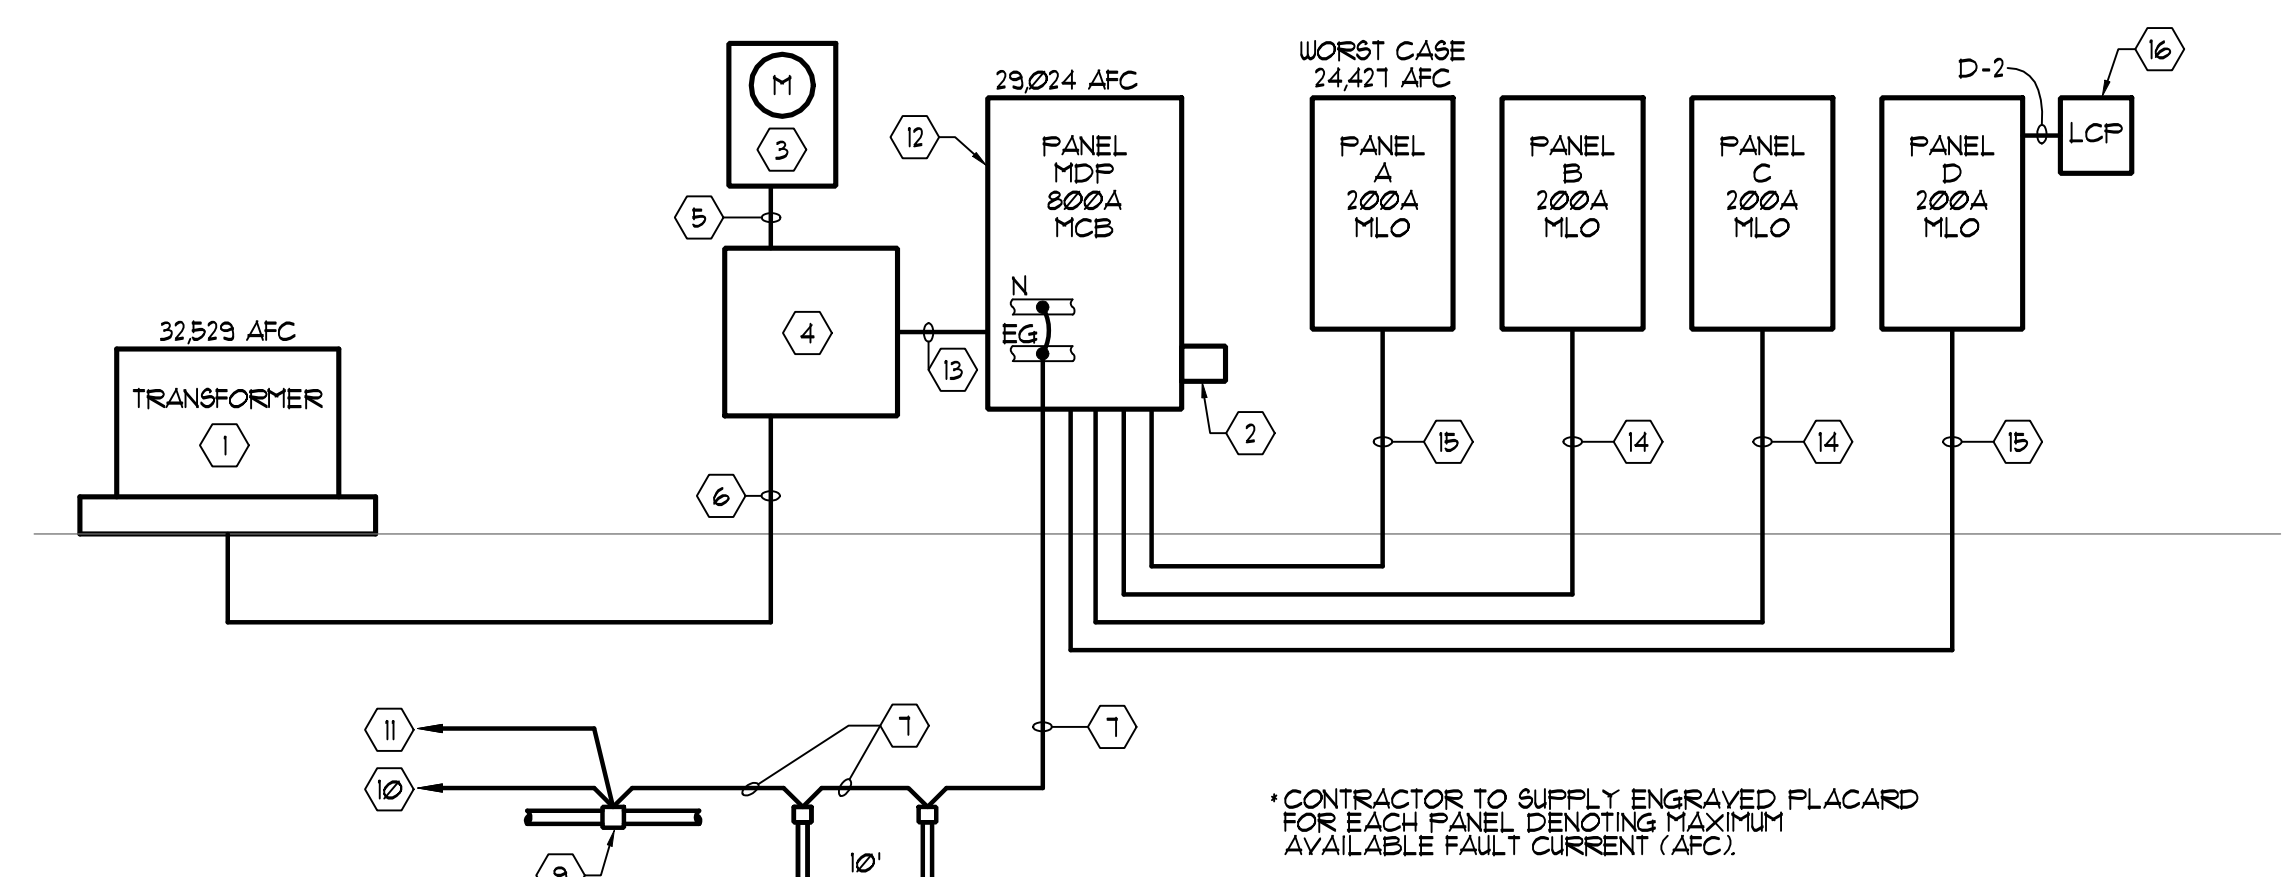 WORST CASE
24,427 AFC
16
D-2
M
29,024 AFC
3
12
PANEL
MDP
800A
MCB
PANEL
A
200A
MLO
PANEL
B
200A
MLO
PANEL
C
200A
MLO
PANEL
D
200A
MLO
LCP
5
N
EG
4
13
32,529 AFC
TRANSFORMER
1
2
15
14
14
15
6
11
7
7
10
* CONTRACTOR TO SUPPLY ENGRAVED PLACARD
FOR EACH PANEL DENOTING MAXIMUM
AVAILABLE FAULT CURRENT (AFC).
9
10'